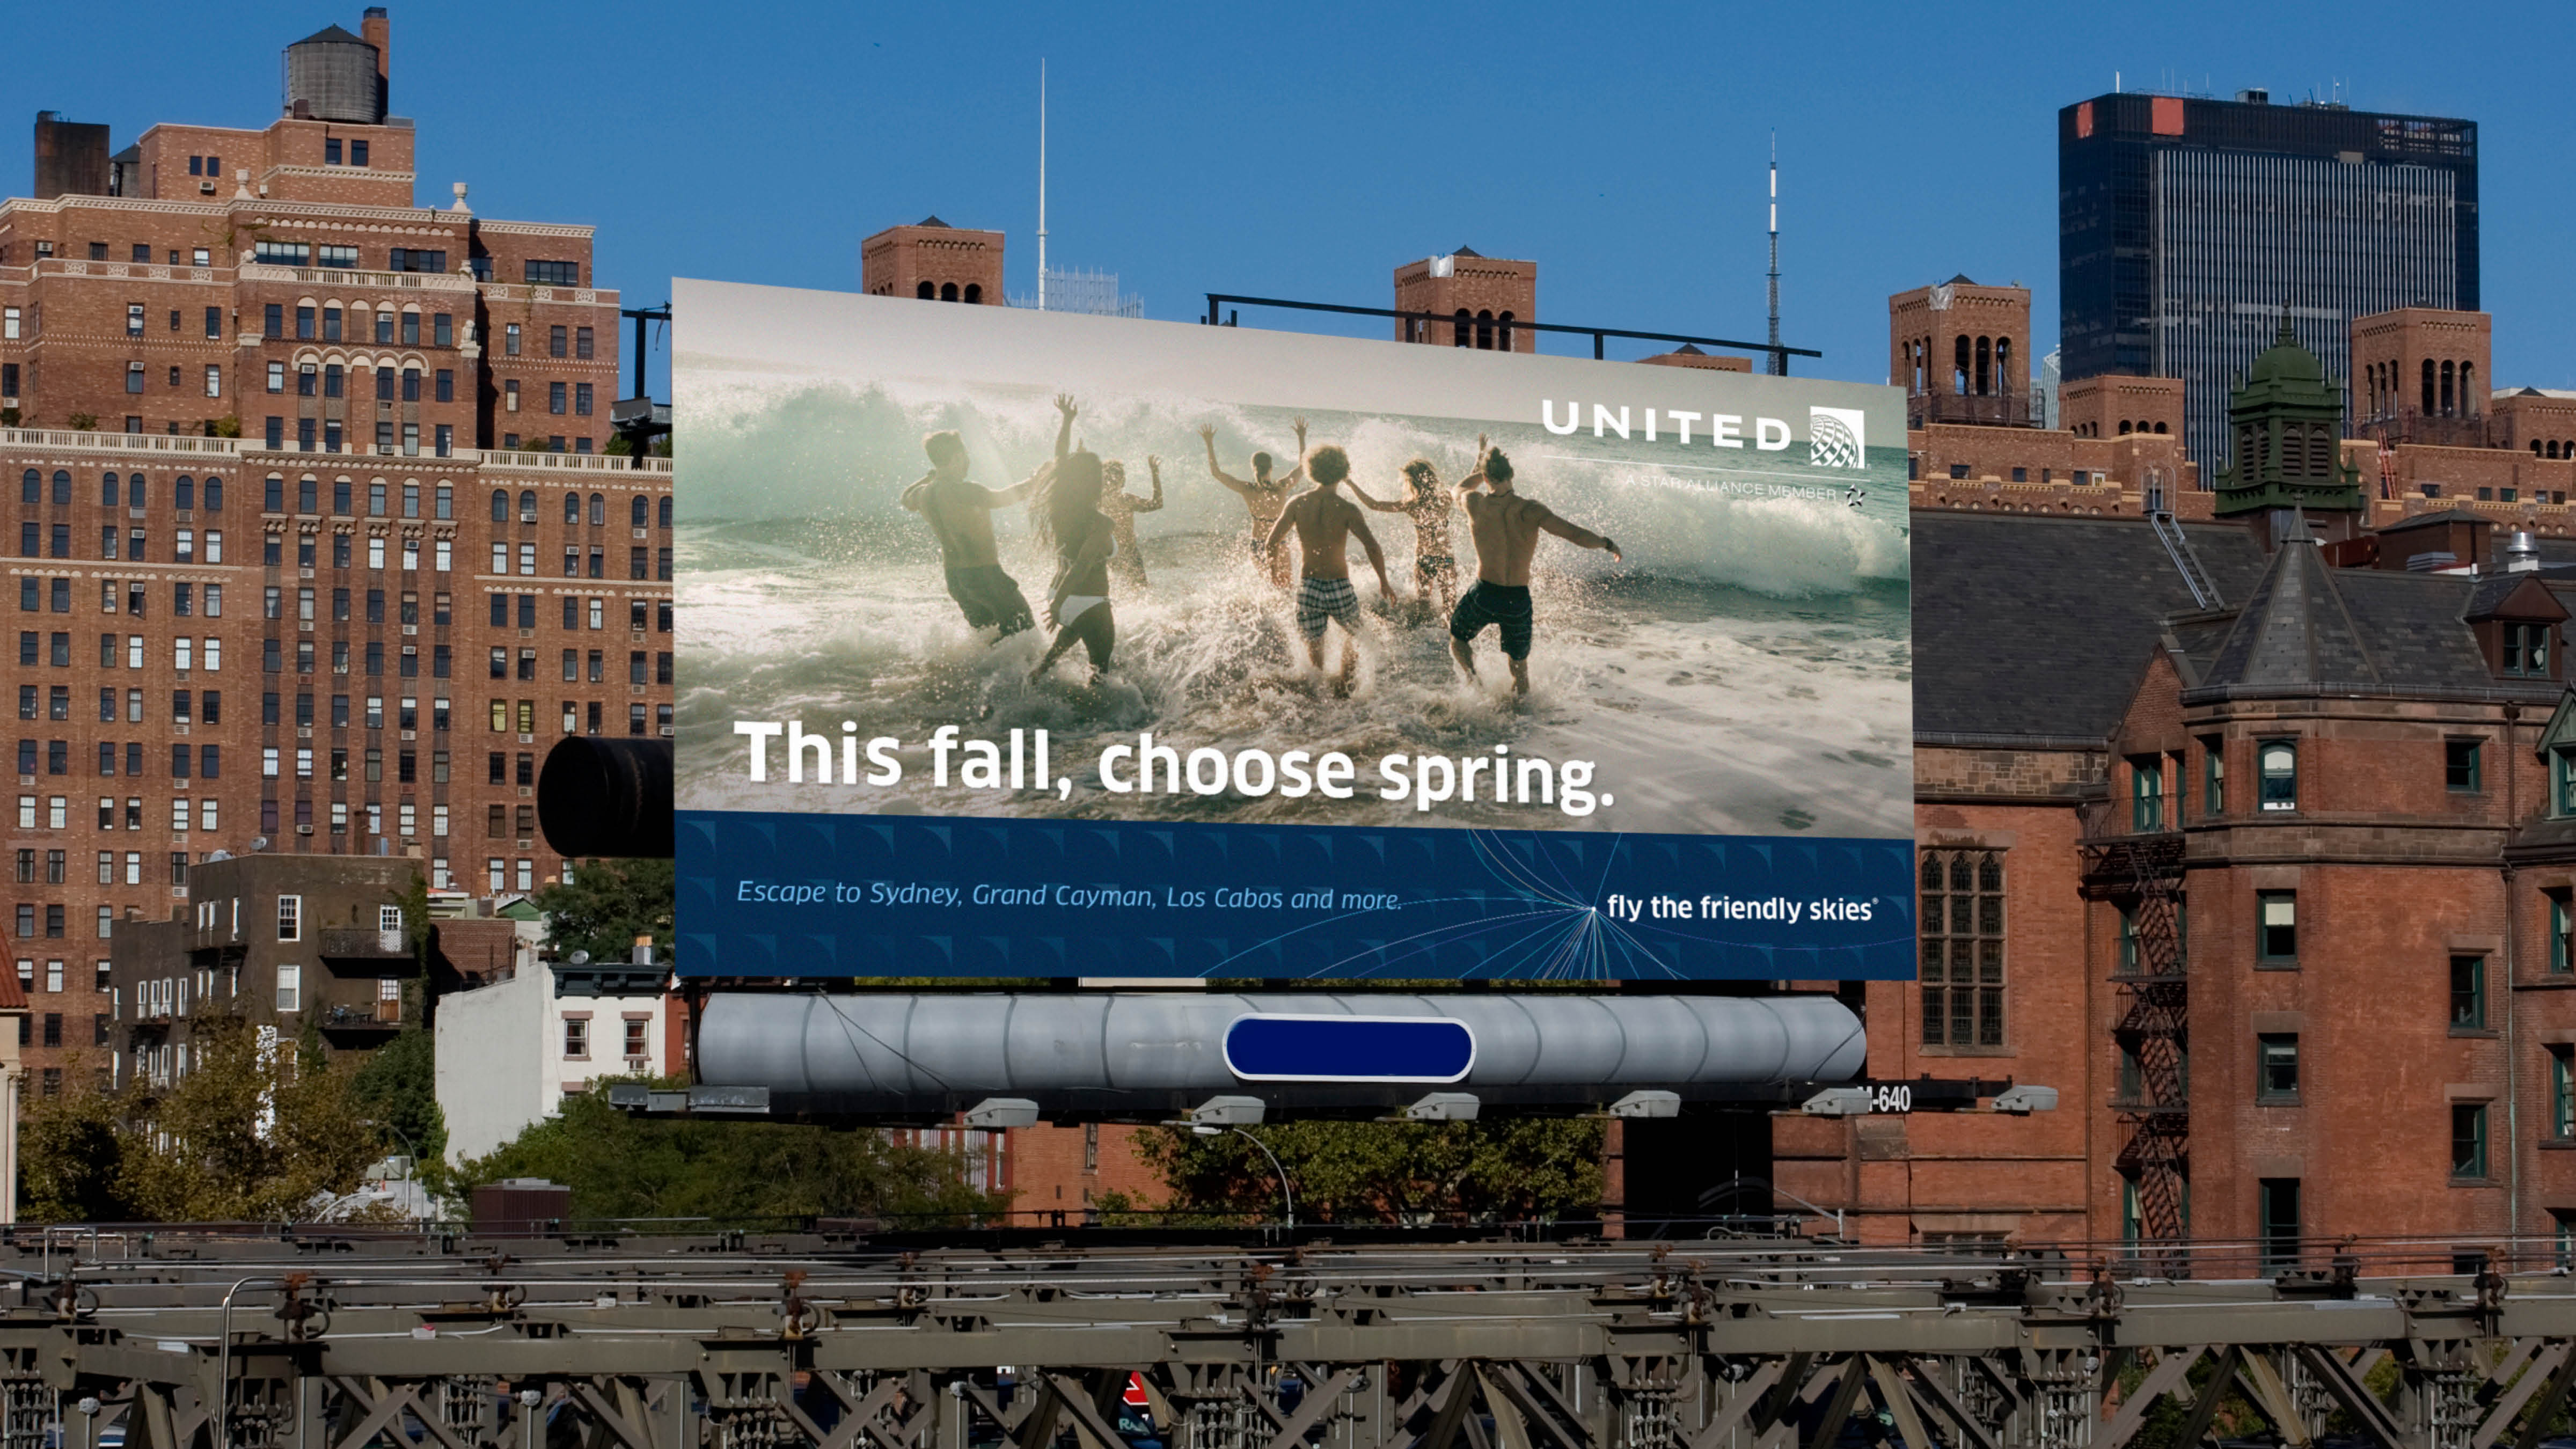 UNITED
A STAR ALLIANCE MEMBER
This fall, choose spring.
Escape to Sydney, Grand Cayman, Los Cabos and more.
fly the friendly skies®
-640